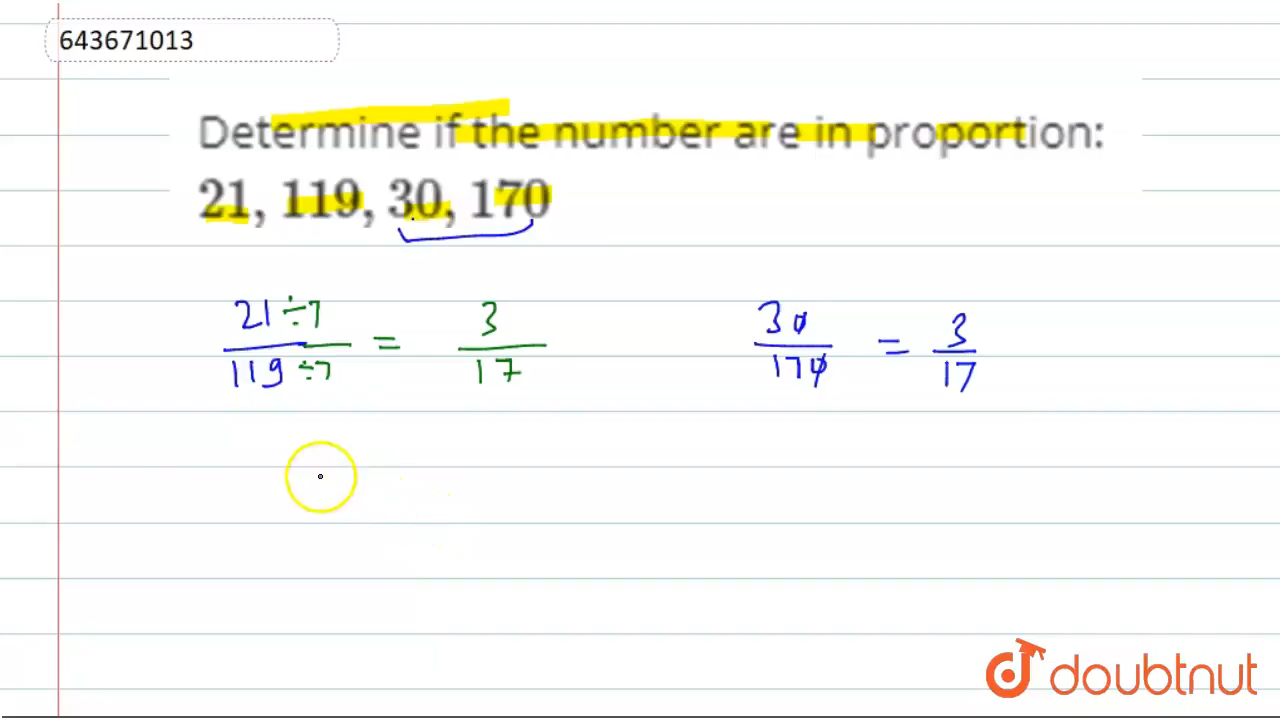 643671013
Determine if the number are in proportion:
21, 119, 30, 170
21 ÷7 / 119 ÷7 = 3 / 17
30 / 170 = 3 / 17
doubtnut